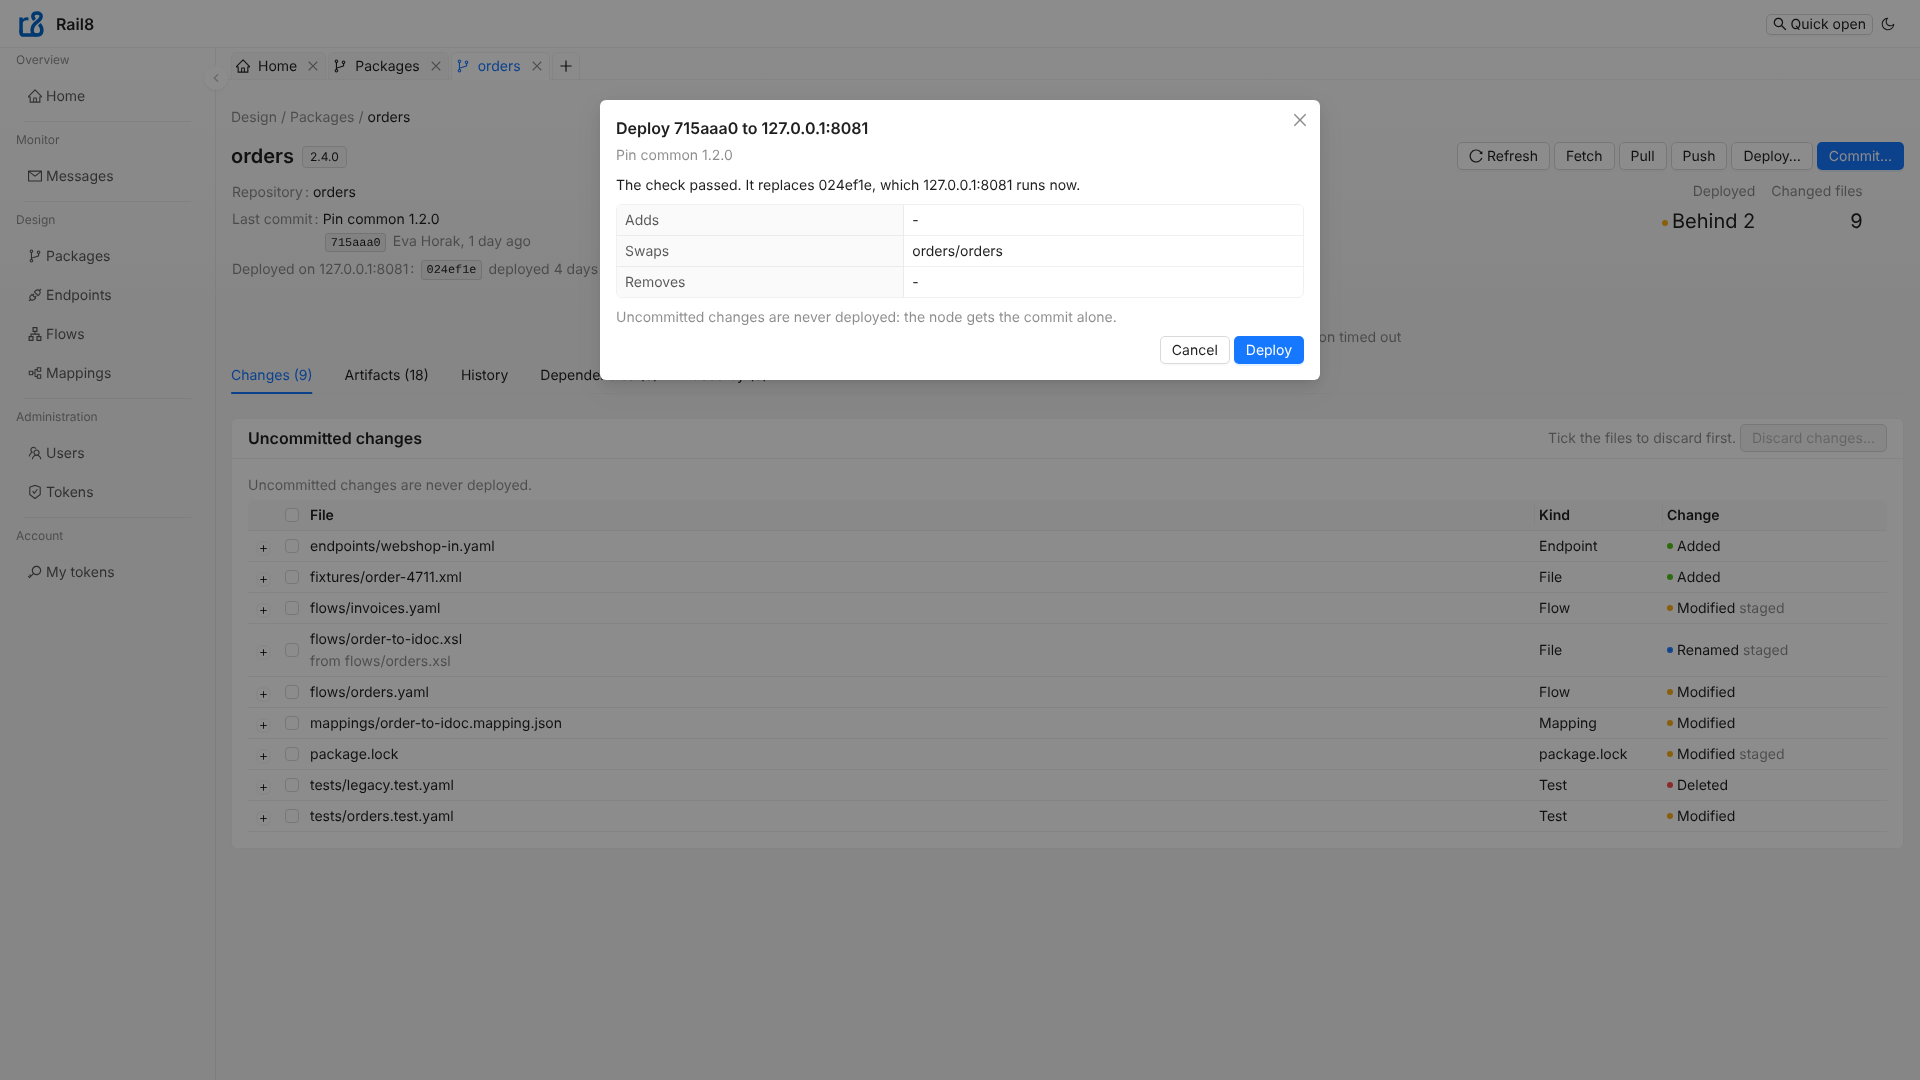 Rail8
Quick open
Overview
Home
Monitor
Messages
Design
Packages
Endpoints
Flows
Mappings
Administration
Users
Tokens
Account
My tokens
Home
Packages
orders
Design / Packages / orders
orders 2.4.0
Refresh
Fetch
Pull
Push
Deploy...
Commit...
Repository: orders
Last commit: Pin common 1.2.0
715aaa0 Eva Horak, 1 day ago
Deployed on 127.0.0.1:8081: 024ef1e deployed 4 days
Deployed
Behind 2
Changed files
9
on timed out
Deploy 715aaa0 to 127.0.0.1:8081
Pin common 1.2.0
The check passed. It replaces 024ef1e, which 127.0.0.1:8081 runs now.
Adds -
Swaps orders/orders
Removes -
Uncommitted changes are never deployed: the node gets the commit alone.
Cancel
Deploy
Changes (9)
Artifacts (18)
History
Uncommitted changes
Tick the files to discard first.
Discard changes...
Uncommitted changes are never deployed.
File Kind Change
endpoints/webshop-in.yaml Endpoint Added
fixtures/order-4711.xml File Added
flows/invoices.yaml Flow Modified staged
flows/order-to-idoc.xsl File Renamed staged
from flows/orders.xsl
flows/orders.yaml Flow Modified
mappings/order-to-idoc.mapping.json Mapping Modified
package.lock package.lock Modified staged
tests/legacy.test.yaml Test Deleted
tests/orders.test.yaml Test Modified